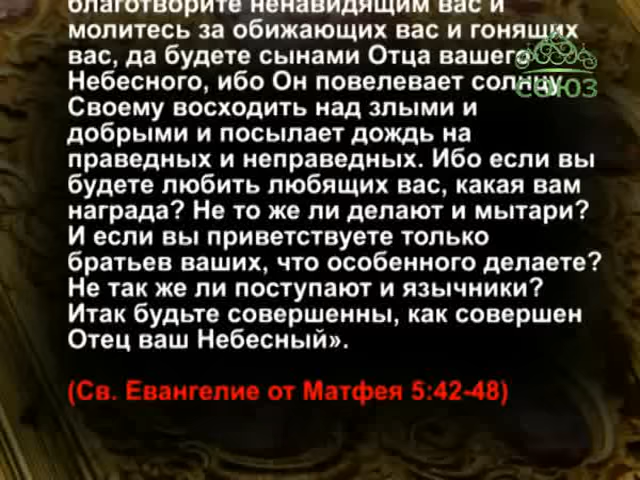 благотворите ненавидящим вас и
молитесь за обижающих вас и гонящих
вас, да будете сынами Отца вашего
Небесного, ибо Он повелевает солнцу
Своему восходить над злыми и
добрыми и посылает дождь на
праведных и неправедных. Ибо если вы
будете любить любящих вас, какая вам
награда? Не то же ли делают и мытари?
И если вы приветствуете только
братьев ваших, что особенного делаете?
Не так же ли поступают и язычники?
Итак будьте совершенны, как совершен
Отец ваш Небесный».
(Св. Евангелие от Матфея 5:42-48)
СОЮЗ